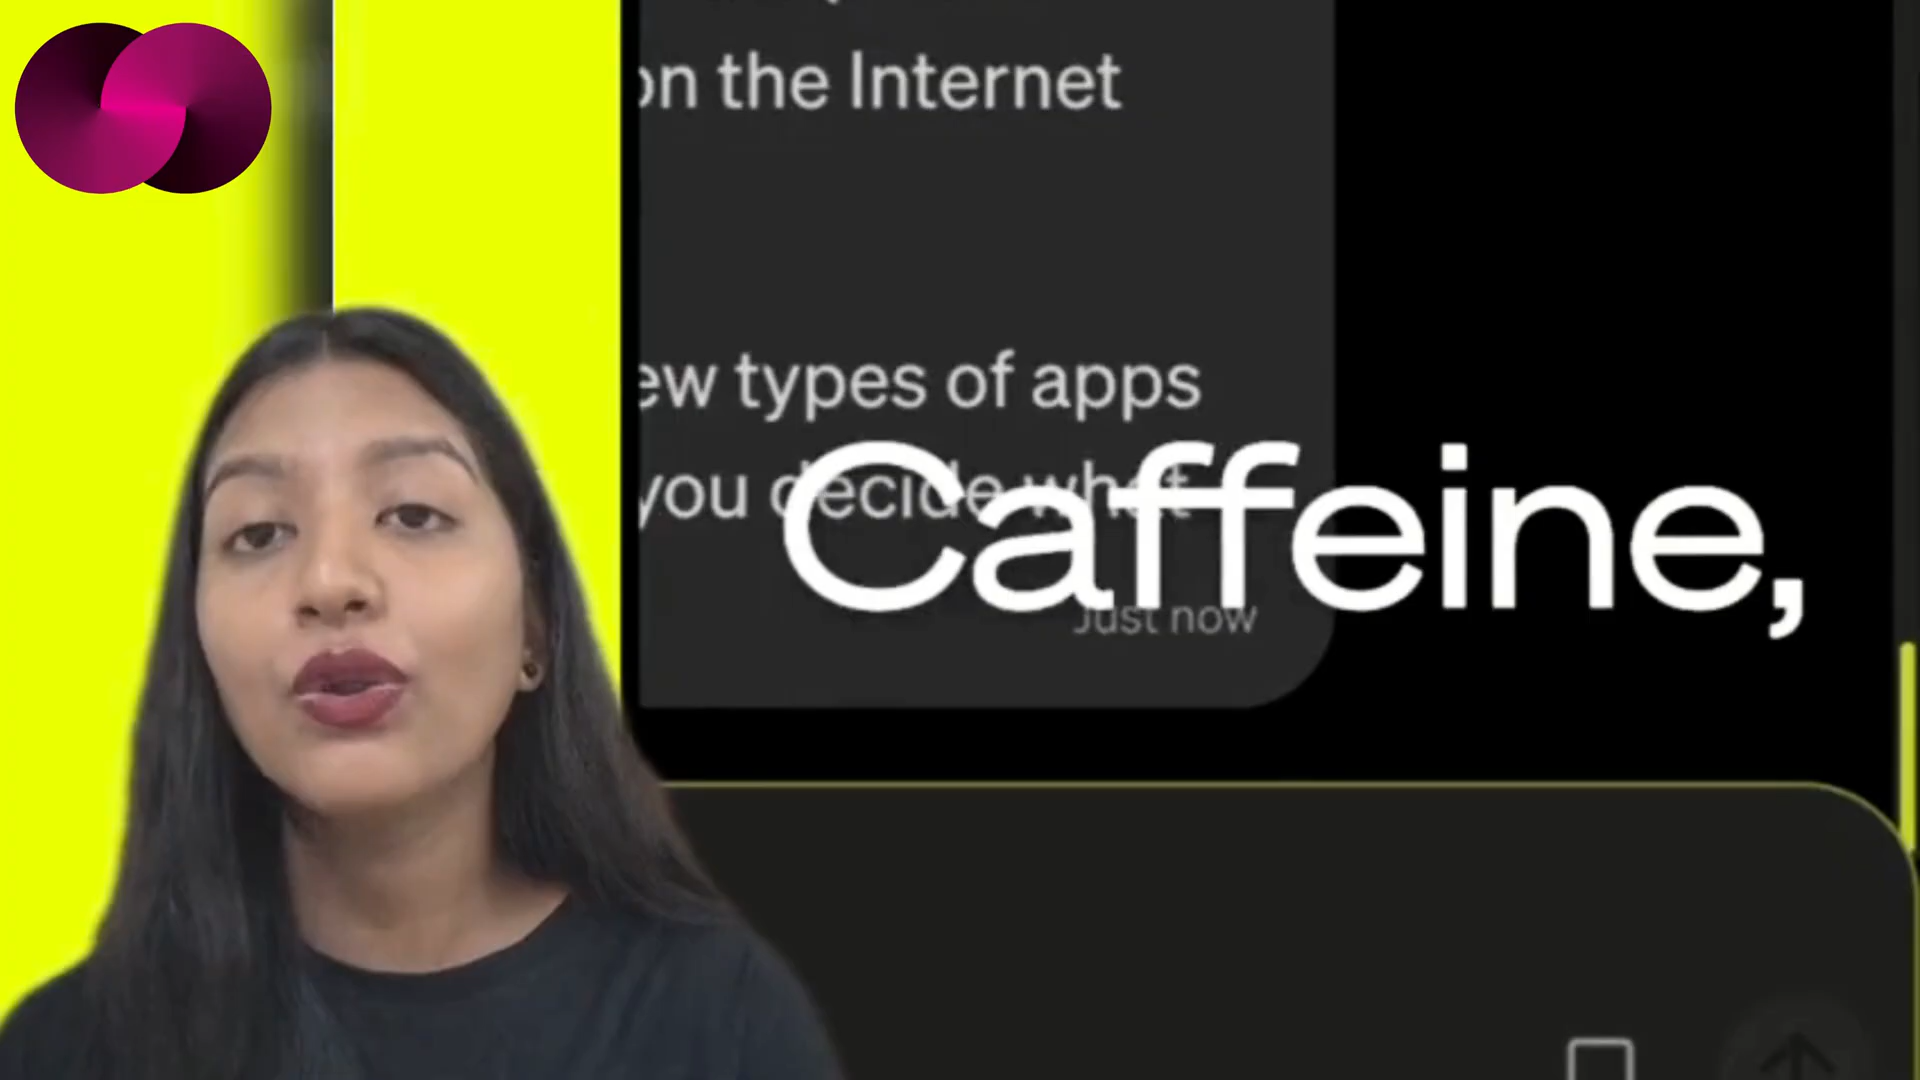 on the Internet
ew types of apps
you decide what
Caffeine,
Just now